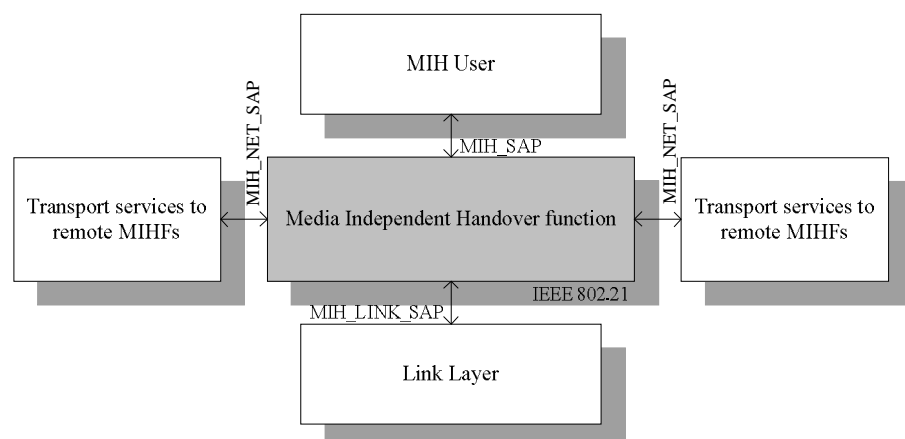 MIH User
MIH_NET_SAP
MIH_SAP
MIH_NET_SAP
Transport services to
remote MIHFs
Media Independent Handover function
Transport services to
remote MIHFs
IEEE 802.21
MIH_LINK_SAP
Link Layer